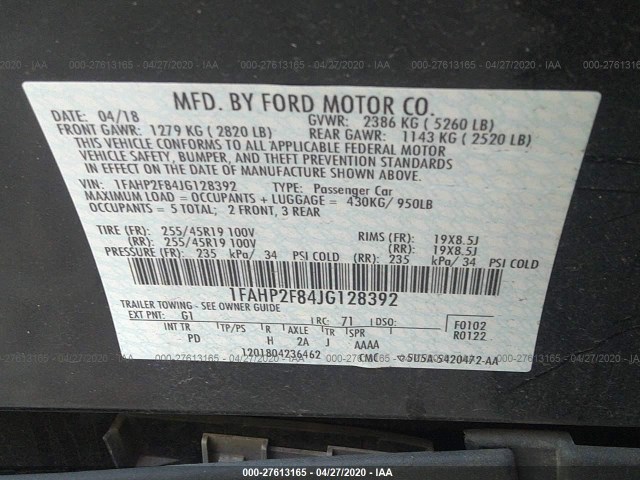 000-27613165 - 04/27/2020 - IAA
MFD. BY FORD MOTOR CO.
DATE: 04/18 GVWR: 2386 KG ( 5260 LB)
FRONT GAWR: 1279 KG ( 2820 LB) REAR GAWR: 1143 KG ( 2520 LB)
THIS VEHICLE CONFORMS TO ALL APPLICABLE FEDERAL MOTOR
VEHICLE SAFETY, BUMPER, AND THEFT PREVENTION STANDARDS
IN EFFECT ON THE DATE OF MANUFACTURE SHOWN ABOVE.
VIN: 1FAHP2F84JG128392 TYPE: Passenger Car
MAXIMUM LOAD = OCCUPANTS + LUGGAGE = 430KG/ 950LB
OCCUPANTS = 5 TOTAL; 2 FRONT, 3 REAR
TIRE (FR): 255/45R19 100V RIMS (FR): 19X8.5J
(RR): 255/45R19 100V (RR): 19X8.5J
PRESSURE (FR): 235 kPa/ 34 PSI COLD (RR): 235 kPa/ 34 PSI COLD
1FAHP2F84JG128392
TRAILER TOWING - SEE OWNER GUIDE
EXT PNT: G1 RC: 71 DSO: F0102
INT TR TP/PS R AXLE TR SPR R0122
PD H 2A J AAAA
1201804236462 CMC 5U5A-5420472-AA
000-27613165 - 04/27/2020 - IAA